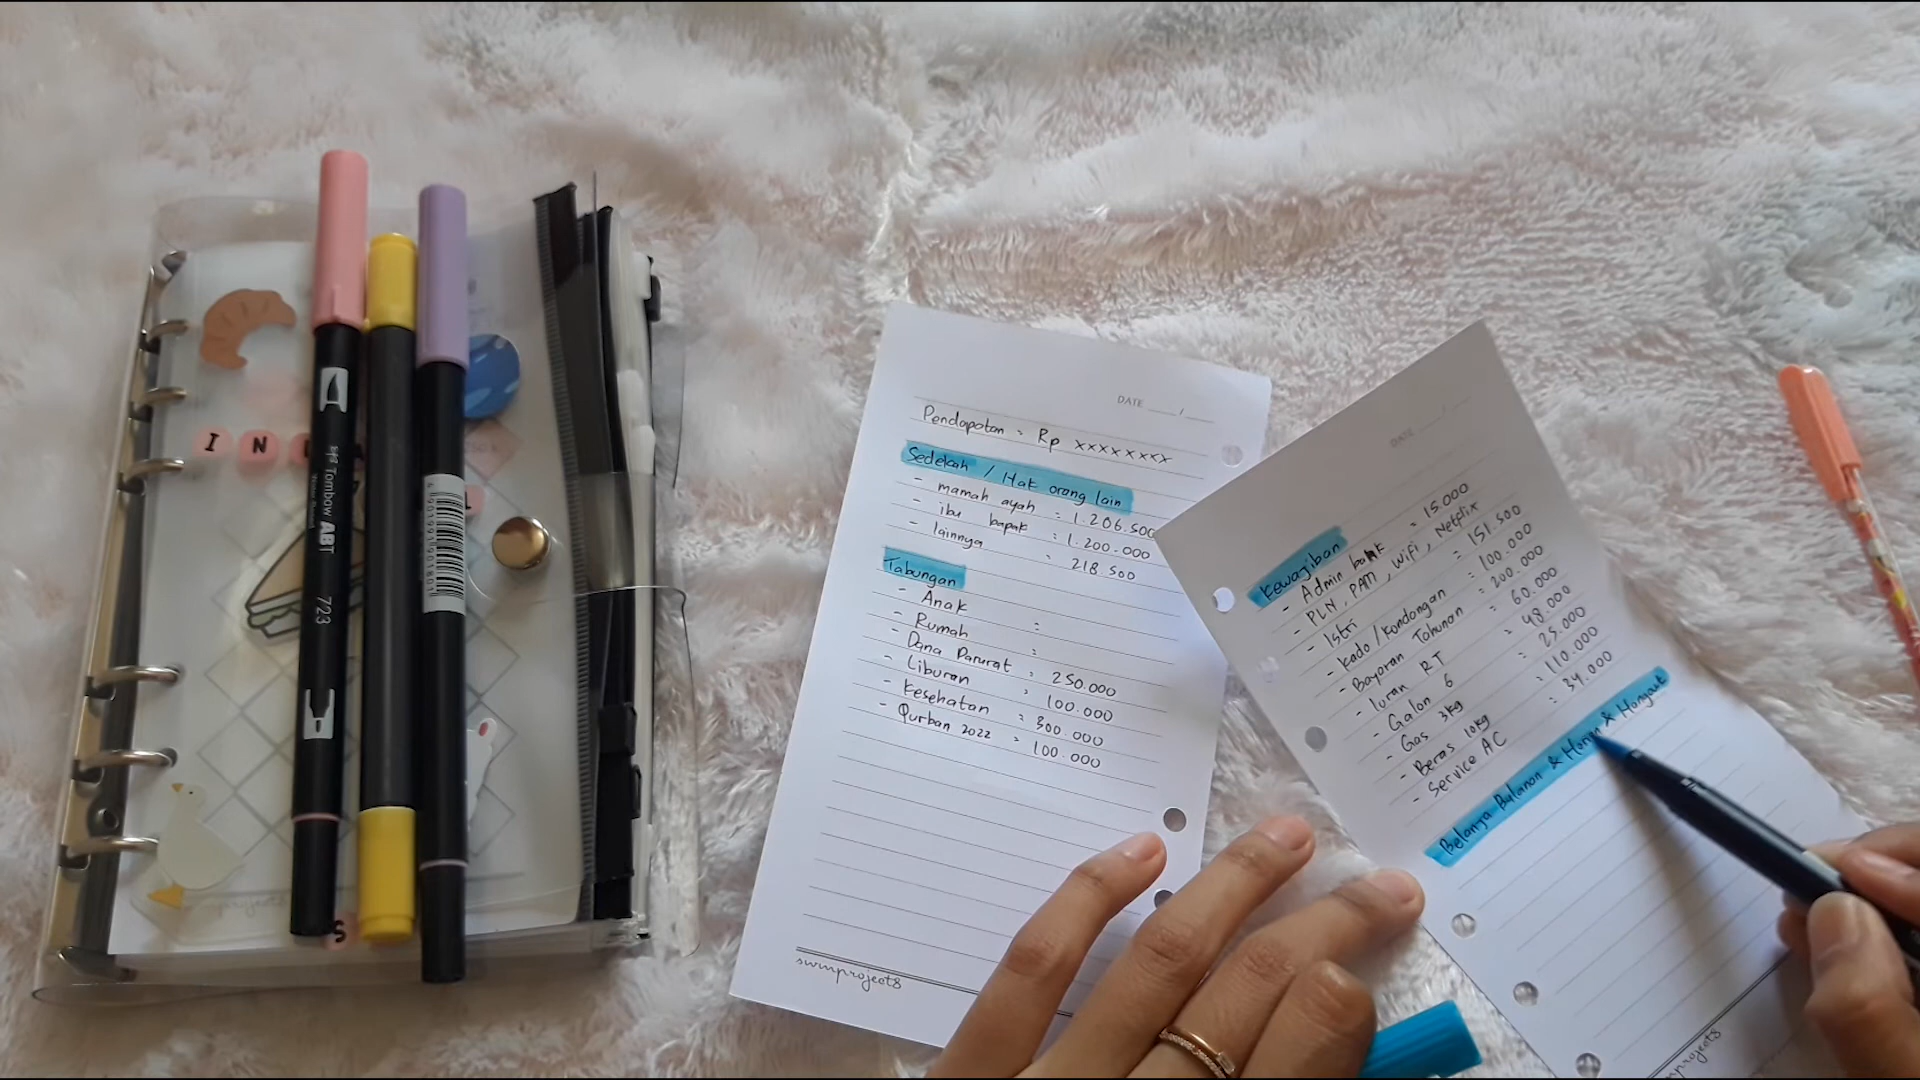 I N
S
Tombow ABT
723
DATE / 
Pendapatan = Rp xxxxxxxx
Sedekah / Hak orang lain
- mamah ayah = 1.206.500
- ibu bapak = 1.200.000
- lainnya = 218.500
Tabungan
- Anak :
- Rumah :
- Dana Darurat : 250.000
- Liburan : 100.000
- Kesehatan = 300.000
- Qurban 2022 = 100.000
swmprojects
DATE
Kewajiban
- Admin bank = 15.000
- PLN, PAM, Wifi, Netflix
- Istri = 151.500
- Kado / Kondangan = 100.000
- Bayaran Tahunan = 200.000
- Iuran RT = 60.000
- Galon 6 = 48.000
- Gas 3kg : 25.000
- Beras 10kg = 110.000
- Service AC : 34.000
Belanja Bulanan & & Hangout